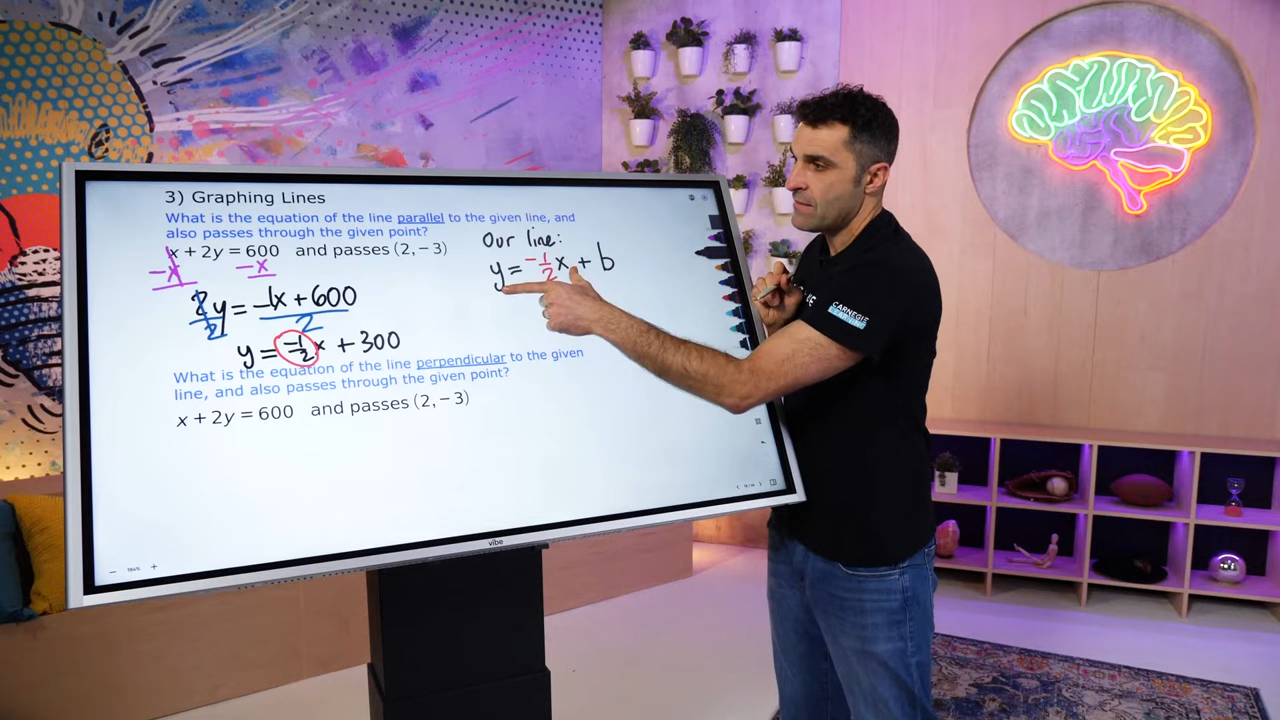 3) Graphing Lines
What is the equation of the line parallel to the given line, and
also passes through the given point?
x + 2y = 600 and passes (2, −3)
−x −x
2y = −1x + 600
2 2
y = −1/2 x + 300
Our line:
y = −1/2 x + b
What is the equation of the line perpendicular to the given
line, and also passes through the given point?
x + 2y = 600 and passes (2, −3)
vibe
CARNEGIE